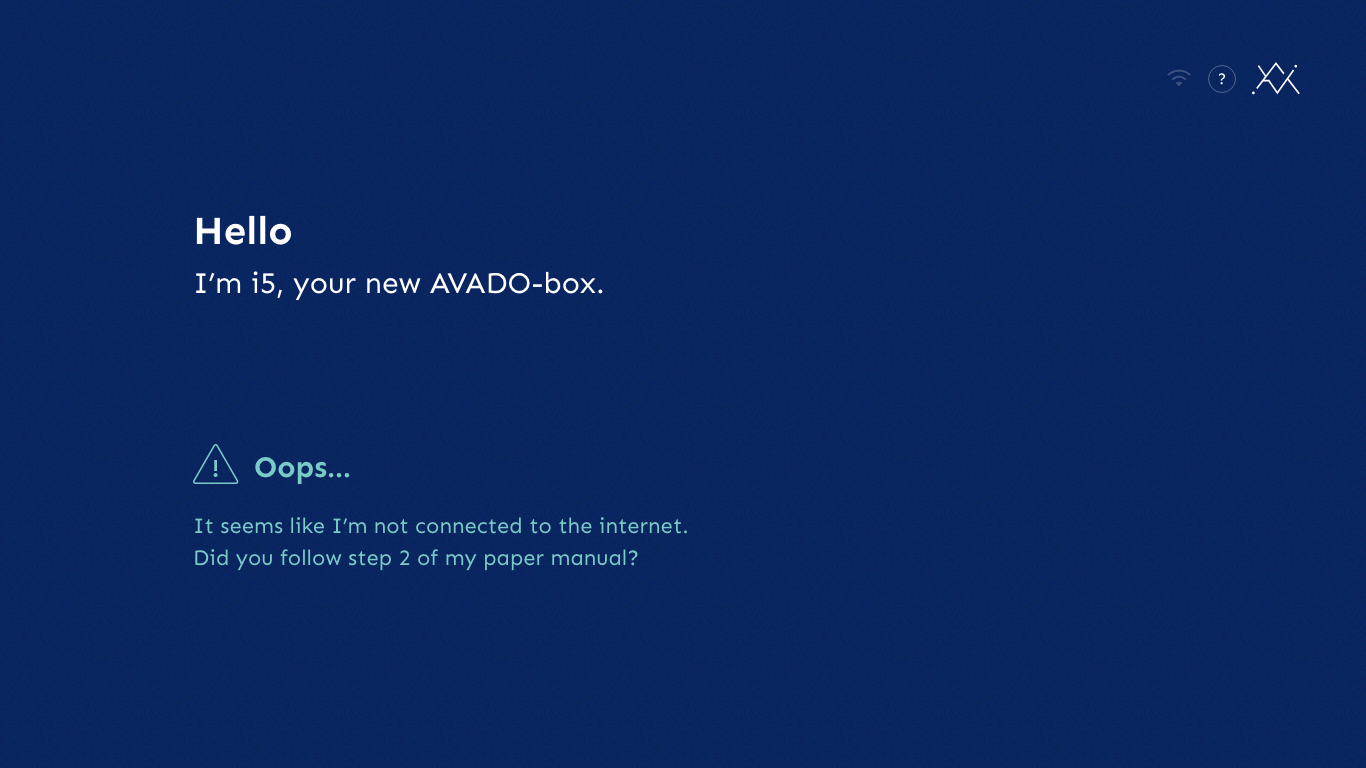 ?
Hello
I’m i5, your new AVADO-box.
!
Oops...
It seems like I’m not connected to the internet.
Did you follow step 2 of my paper manual?